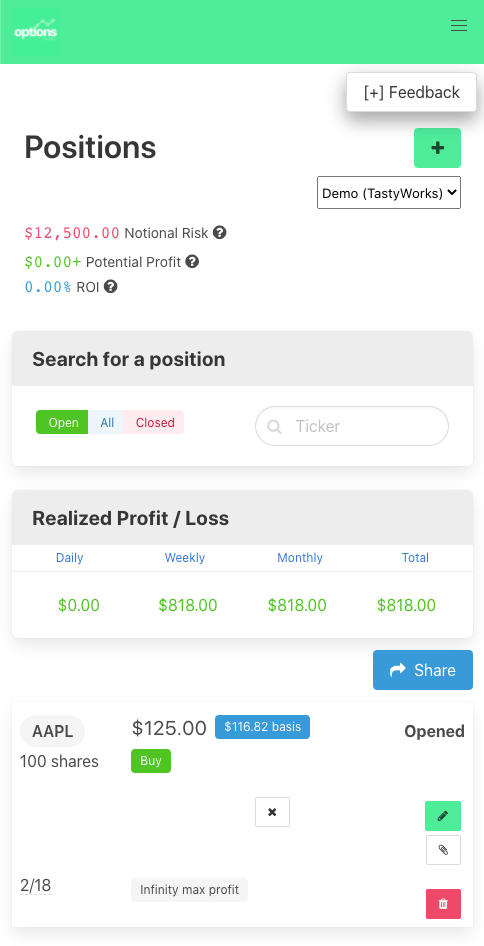 options
[+] Feedback
Positions
Demo (TastyWorks)
$12,500.00 Notional Risk
$0.00+ Potential Profit
0.00% ROI
Search for a position
Open All Closed Ticker
Realized Profit / Loss
Daily Weekly Monthly Total
$0.00 $818.00 $818.00 $818.00
Share
AAPL $125.00 $116.82 basis Opened
100 shares Buy
2/18 Infinity max profit